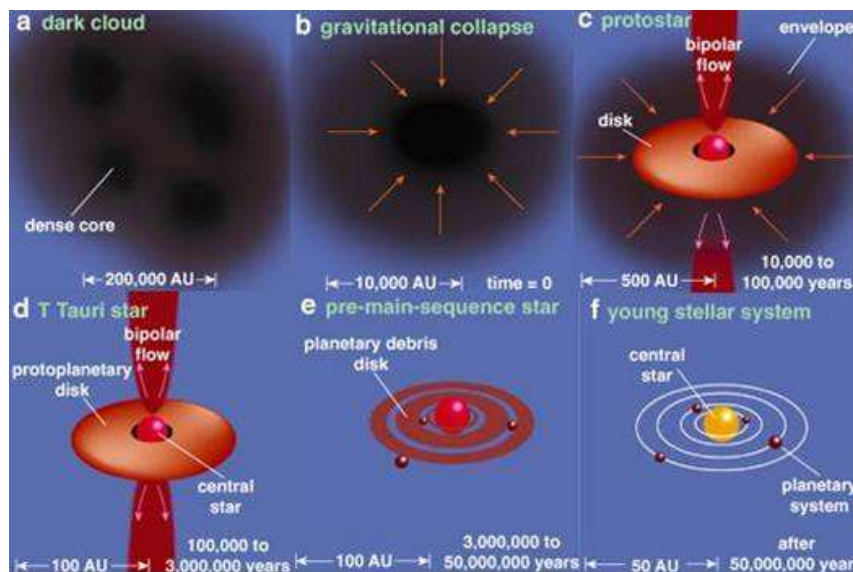 a dark cloud
dense core
200,000 AU
b gravitational collapse
10,000 AU
time = 0
c protostar
bipolar
flow
envelope
disk
500 AU
10,000 to
100,000 years
d T Tauri star
bipolar
flow
protoplanetary
disk
central
star
100 AU
100,000 to
3,000,000 years
e pre-main-sequence star
planetary debris
disk
100 AU
3,000,000 to
50,000,000 years
f young stellar system
central
star
planetary
system
50 AU
after
50,000,000 years